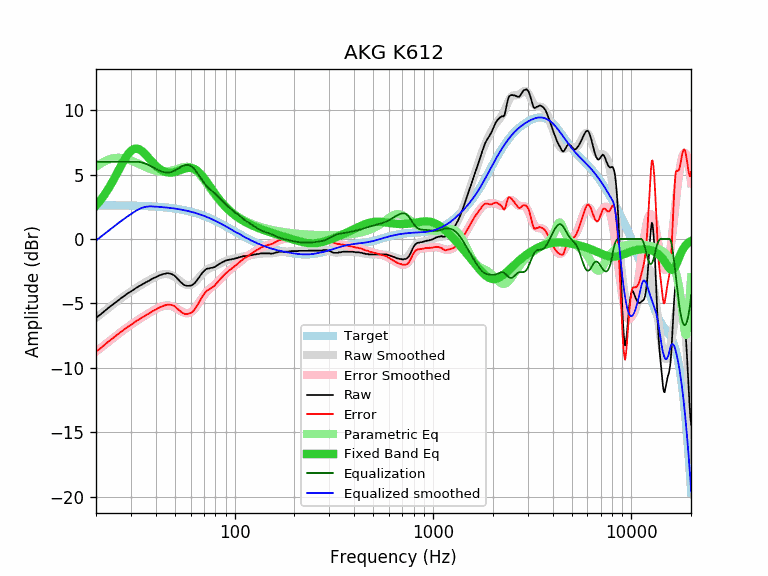 AKG K612
Amplitude (dBr)
10
5
0
−5
−10
−15
−20
Target
Raw Smoothed
Error Smoothed
Raw
Error
Parametric Eq
Fixed Band Eq
Equalization
Equalized smoothed
100
1000
10000
Frequency (Hz)